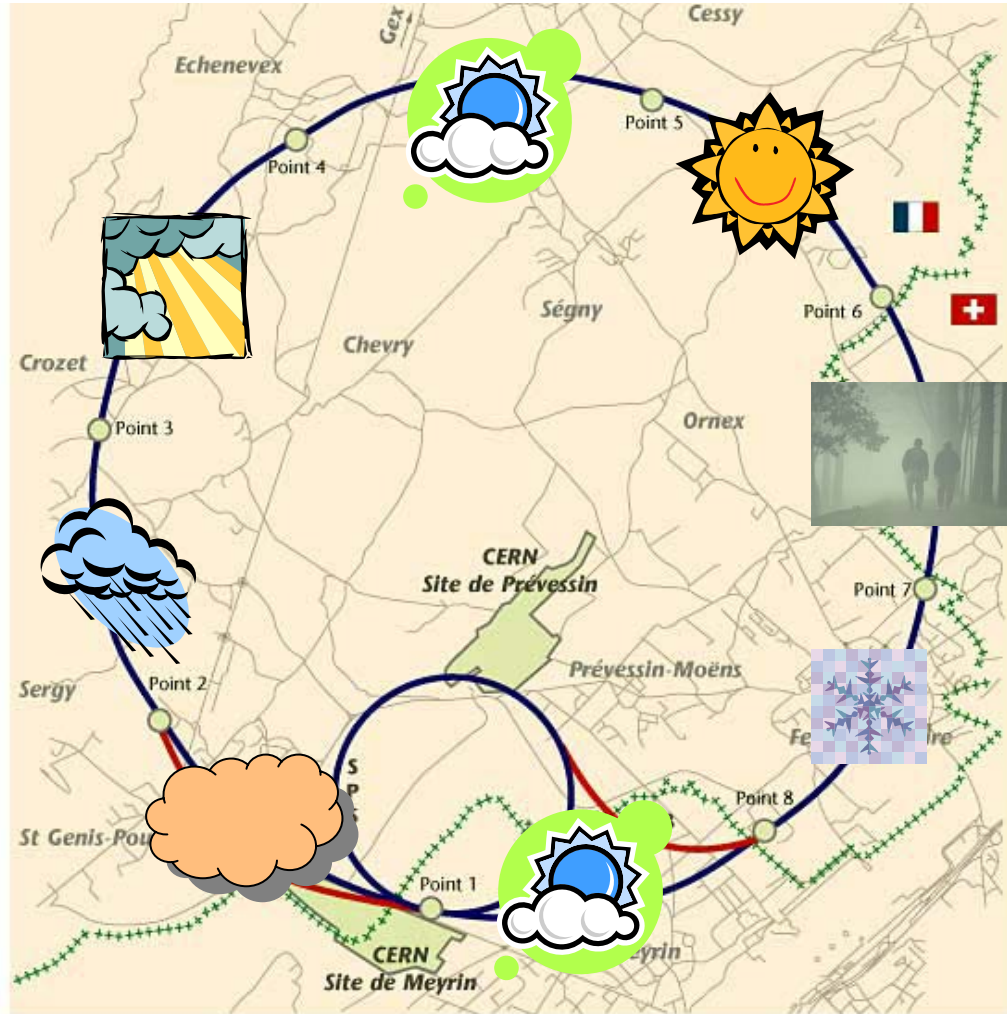 Cessy
Gex
Echenevex
Point 5
Point 4
Point 6
Ségny
Chevry
Crozet
Ornex
Point 3
CERN
Site de Prévessin
Point 7
Prévessin-Moëns
Point 2
Sergy
S
P
S
Point 8
St Genis-Pou
Point 1
CERN
Site de Meyrin